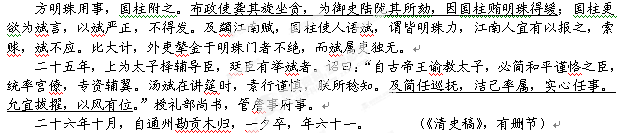 方明珠用事，国柱附之。布政使龚其旋坐贪，为御史陆陇其所劾，因国柱贿明珠得缓；国柱更
欲为斌言，以斌严正，不得发。及蠲江南赋，国柱使人语斌，谓皆明珠力，江南人宜有以报之，索
赇，斌不应。比大计，外吏辇金于明珠门者不绝，而斌属吏独无。
二十五年，上为太子择辅导臣，廷臣有举斌者。诏曰：“自古帝王谕教太子，必简和平谨恪之臣，
统率宫僚，专资辅翼。汤斌在讲筵时，素行谨慎，朕所稔知。及简任巡抚，洁己率属，实心任事。
允宜拔擢，以风有位。”授礼部尚书，管詹事府事。
二十六年十月，自通州勘贡木归，一夕卒，年六十一。（《清史稿》，有删节）